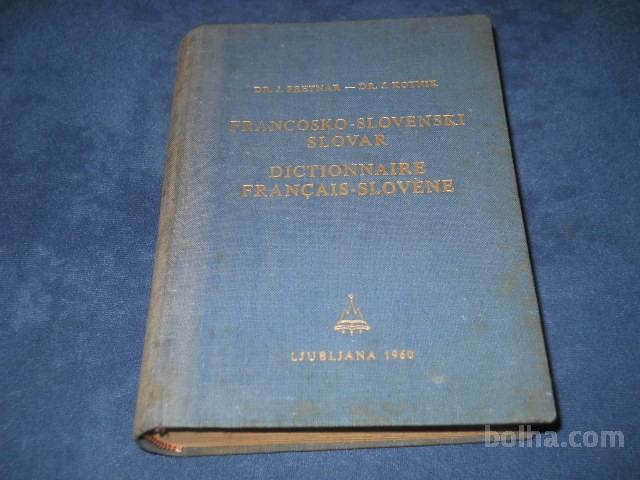 DR. J. PRETNAR — DR. J. KOTNIK
FRANCOSKO-SLOVENSKI
SLOVAR
DICTIONNAIRE
FRANÇAIS-SLOVÈNE
LJUBLJANA 1960
bolha.com